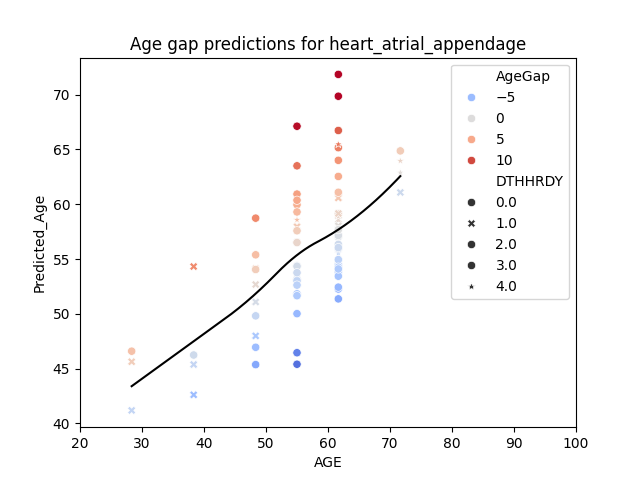 Age gap predictions for heart_atrial_appendage
Predicted_Age
70
65
60
55
50
45
40
20 30 40 50 60 70 80 90 100
AGE
AgeGap
−5
0
5
10
DTHHRDY
0.0
1.0
2.0
3.0
4.0